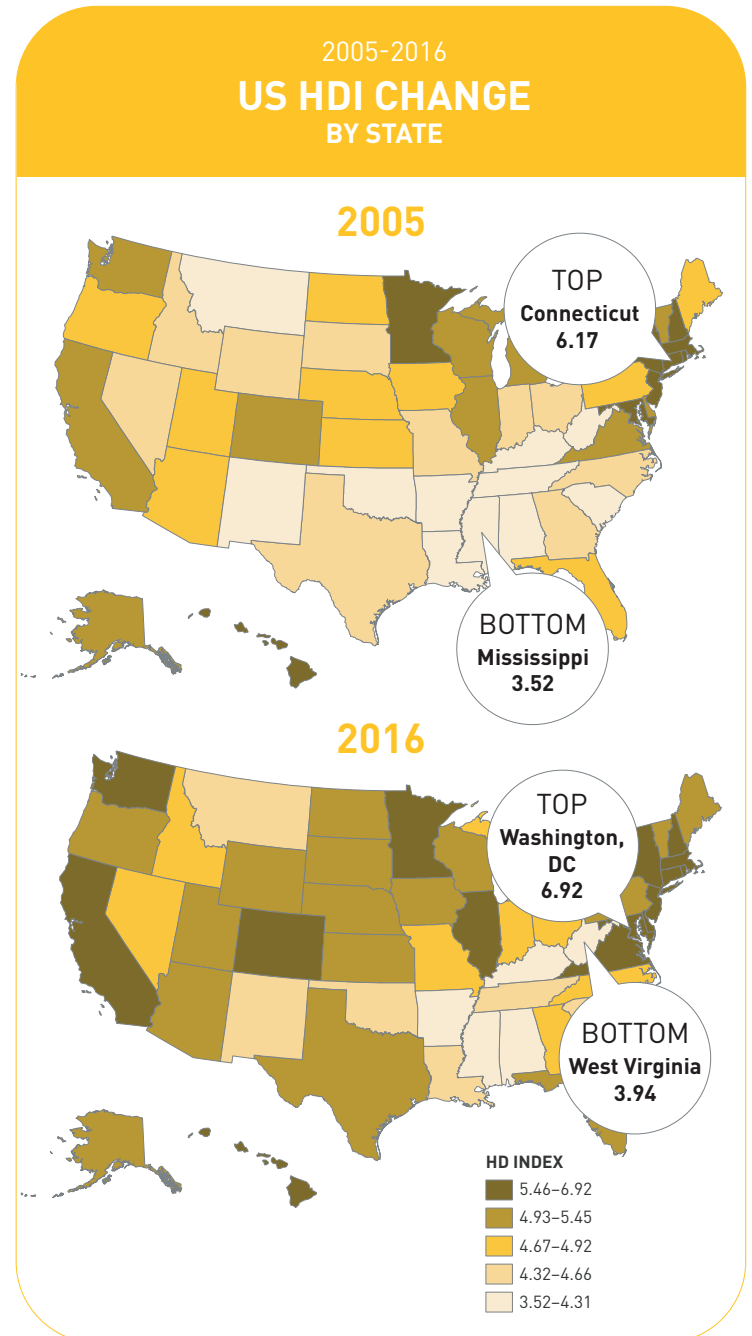 2005-2016
US HDI CHANGE
BY STATE
2005
TOP
Connecticut
6.17
BOTTOM
Mississippi
3.52
2016
TOP
Washington,
DC
6.92
BOTTOM
West Virginia
3.94
HD INDEX
5.46–6.92
4.93–5.45
4.67–4.92
4.32–4.66
3.52–4.31